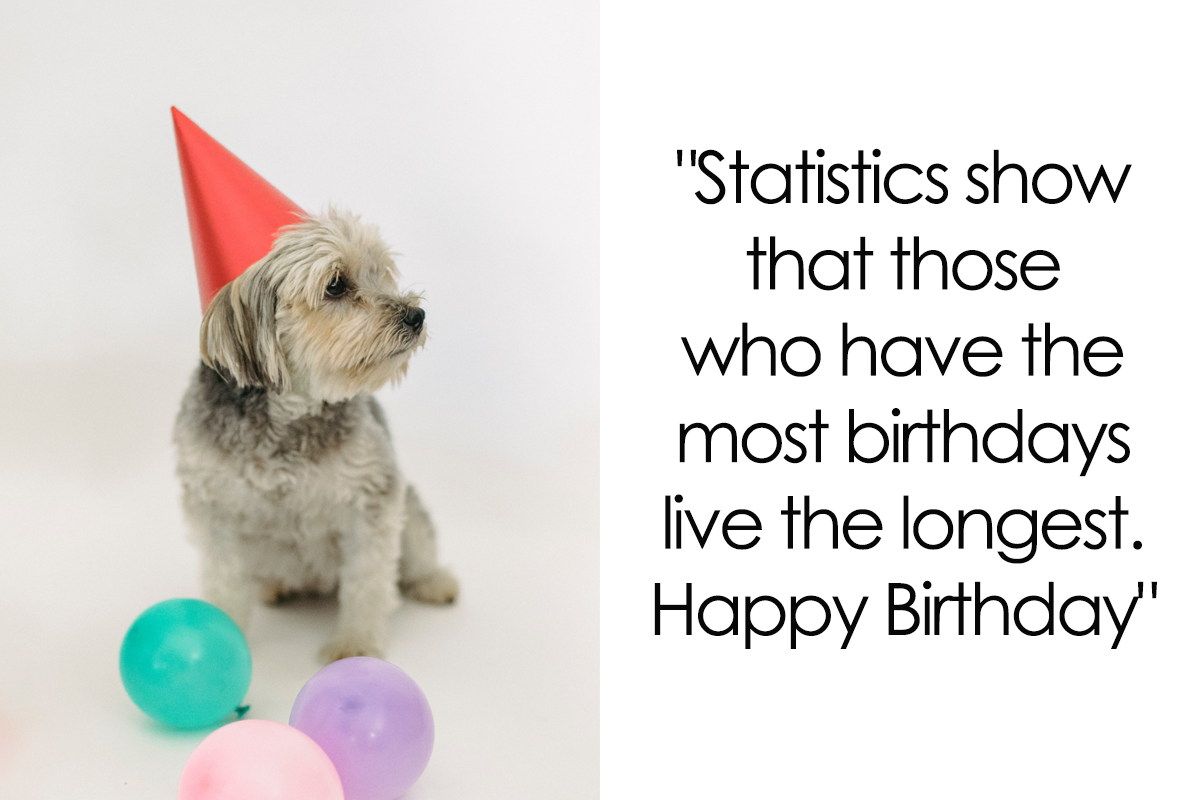 "Statistics show
that those
who have the
most birthdays
live the longest.
Happy Birthday"